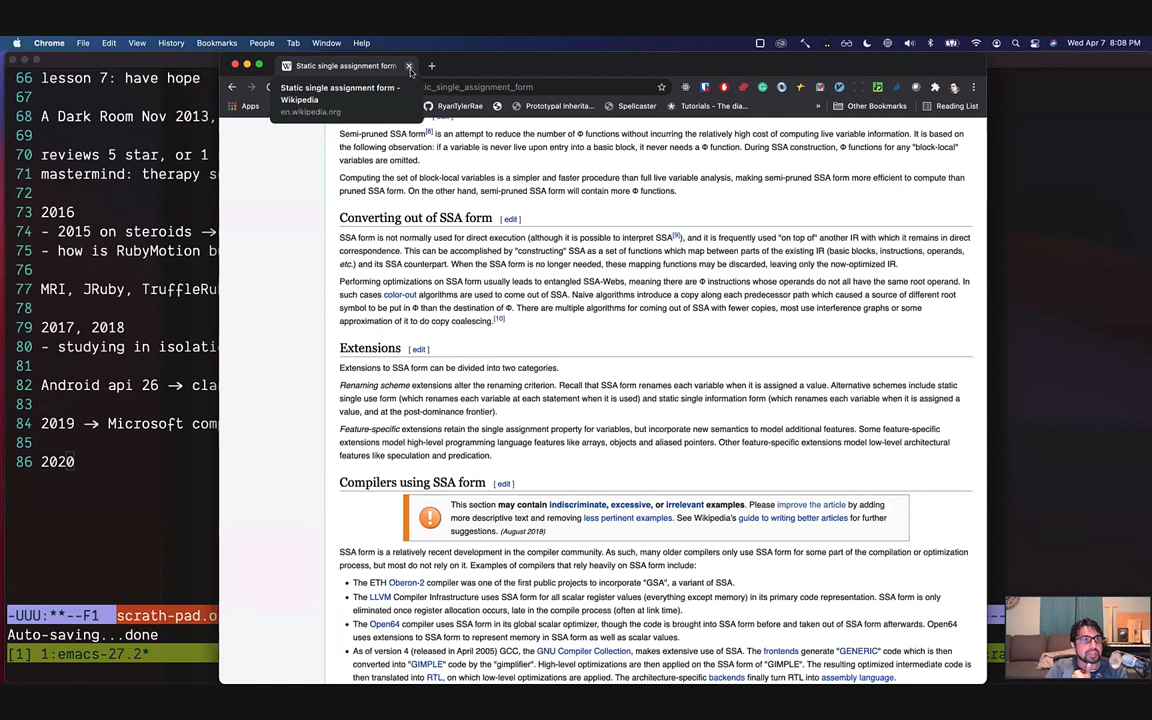 Chrome File Edit View History Bookmarks People Tab Window Help
Wed Apr 7 8:08 PM
66 lesson 7: have hope
67
68 A Dark Room Nov 2013,
69
70 reviews 5 star, or 1
71 mastermind: therapy s
72
73 2016
74 - 2015 on steroids →
75 - how is RubyMotion b
76
77 MRI, JRuby, TruffleRu
78
79 2017, 2018
80 - studying in isolati
81
82 Android api 26 → cla
83
84 2019 → Microsoft com
85
86 2020
-UUU:**--F1 scrath-pad.o
Auto-saving...done
[1] 1:emacs-27.2*
Static single assignment form
Static single assignment form -
Wikipedia
en.wikipedia.org
tic_single_assignment_form
Apps
RyanTylerRae
Prototypal Inherita...
Spellcaster
Tutorials - The dia...
»
Other Bookmarks
Reading List
Semi-pruned SSA form[8] is an attempt to reduce the number of Φ functions without incurring the relatively high cost of computing live variable information. It is based on
the following observation: if a variable is never live upon entry into a basic block, it never needs a Φ function. During SSA construction, Φ functions for any "block-local"
variables are omitted.
Computing the set of block-local variables is a simpler and faster procedure than full live variable analysis, making semi-pruned SSA form more efficient to compute than
pruned SSA form. On the other hand, semi-pruned SSA form will contain more Φ functions.
Converting out of SSA form [ edit ]
SSA form is not normally used for direct execution (although it is possible to interpret SSA[9]), and it is frequently used "on top of" another IR with which it remains in direct
correspondence. This can be accomplished by "constructing" SSA as a set of functions which map between parts of the existing IR (basic blocks, instructions, operands,
etc.) and its SSA counterpart. When the SSA form is no longer needed, these mapping functions may be discarded, leaving only the now-optimized IR.
Performing optimizations on SSA form usually leads to entangled SSA-Webs, meaning there are Φ instructions whose operands do not all have the same root operand. In
such cases color-out algorithms are used to come out of SSA. Naive algorithms introduce a copy along each predecessor path which caused a source of different root
symbol to be put in Φ than the destination of Φ. There are multiple algorithms for coming out of SSA with fewer copies, most use interference graphs or some
approximation of it to do copy coalescing.[10]
Extensions [ edit ]
Extensions to SSA form can be divided into two categories.
Renaming scheme extensions alter the renaming criterion. Recall that SSA form renames each variable when it is assigned a value. Alternative schemes include static
single use form (which renames each variable at each statement when it is used) and static single information form (which renames each variable when it is assigned a
value, and at the post-dominance frontier).
Feature-specific extensions retain the single assignment property for variables, but incorporate new semantics to model additional features. Some feature-specific
extensions model high-level programming language features like arrays, objects and aliased pointers. Other feature-specific extensions model low-level architectural
features like speculation and predication.
Compilers using SSA form [ edit ]
This section may contain indiscriminate, excessive, or irrelevant examples. Please improve the article by adding
more descriptive text and removing less pertinent examples. See Wikipedia's guide to writing better articles for further
suggestions. (August 2018)
SSA form is a relatively recent development in the compiler community. As such, many older compilers only use SSA form for some part of the compilation or optimization
process, but most do not rely on it. Examples of compilers that rely heavily on SSA form include:
• The ETH Oberon-2 compiler was one of the first public projects to incorporate "GSA", a variant of SSA.
• The LLVM Compiler Infrastructure uses SSA form for all scalar register values (everything except memory) in its primary code representation. SSA form is only
eliminated once register allocation occurs, late in the compile process (often at link time).
• The Open64 compiler uses SSA form in its global scalar optimizer, though the code is brought into SSA form before and taken out of SSA form afterwards. Open64
uses extensions to SSA form to represent memory in SSA form as well as scalar values.
• As of version 4 (released in April 2005) GCC, the GNU Compiler Collection, makes extensive use of SSA. The frontends generate "GENERIC" code which is then
converted into "GIMPLE" code by the "gimplifier". High-level optimizations are then applied on the SSA form of "GIMPLE". The resulting optimized intermediate code is
then translated into RTL, on which low-level optimizations are applied. The architecture-specific backends finally turn RTL into assembly language.